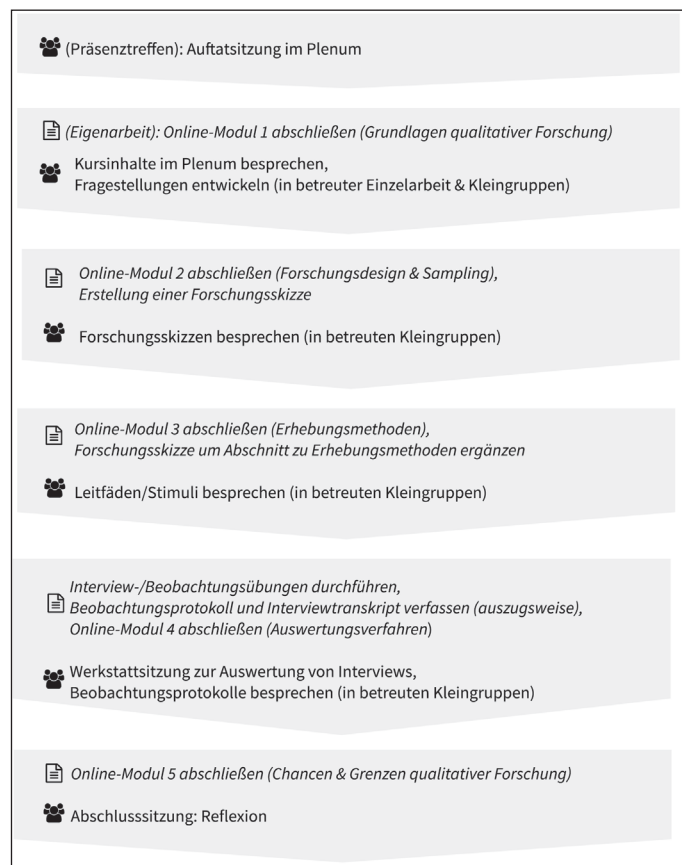 (Präsenztreffen): Auftatsitzung im Plenum
(Eigenarbeit): Online-Modul 1 abschließen (Grundlagen qualitativer Forschung)
Kursinhalte im Plenum besprechen,
Fragestellungen entwickeln (in betreuter Einzelarbeit & Kleingruppen)
Online-Modul 2 abschließen (Forschungsdesign & Sampling),
Erstellung einer Forschungsskizze
Forschungsskizzen besprechen (in betreuten Kleingruppen)
Online-Modul 3 abschließen (Erhebungsmethoden),
Forschungsskizze um Abschnitt zu Erhebungsmethoden ergänzen
Leitfäden/Stimuli besprechen (in betreuten Kleingruppen)
Interview-/Beobachtungsübungen durchführen,
Beobachtungsprotokoll und Interviewtranskript verfassen (auszugsweise),
Online-Modul 4 abschließen (Auswertungsverfahren)
Werkstattsitzung zur Auswertung von Interviews,
Beobachtungsprotokolle besprechen (in betreuten Kleingruppen)
Online-Modul 5 abschließen (Chancen & Grenzen qualitativer Forschung)
Abschlusssitzung: Reflexion